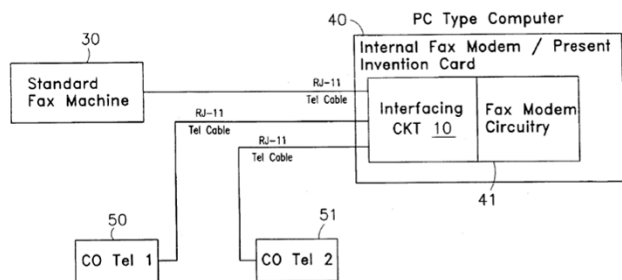 PC Type Computer
40
Internal Fax Modem / Present
Invention Card
30
Standard
Fax Machine
RJ-11
Tel Cable
RJ-11
Tel Cable
RJ-11
Tel Cable
Interfacing
CKT 10
Fax Modem
Circuitry
41
50
CO Tel 1
51
CO Tel 2